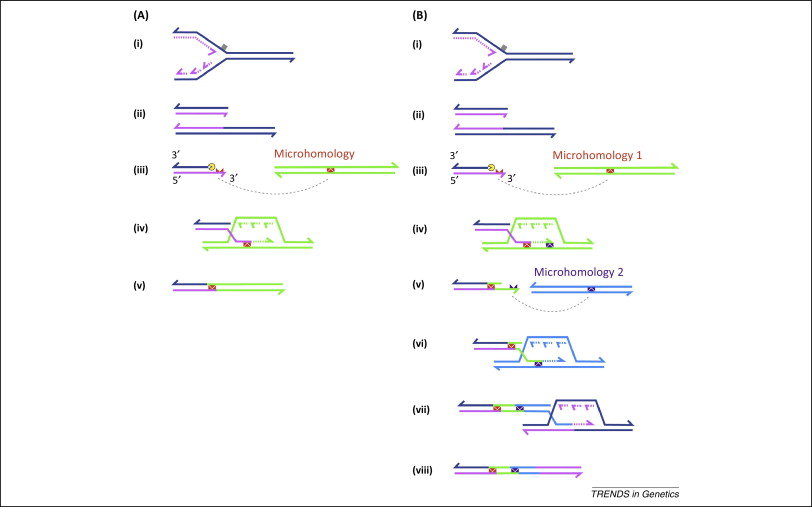 (A)
(i)
(ii)
Microhomology
3′
(iii)
5′
3′
(iv)
(v)
(B)
(i)
(ii)
Microhomology 1
3′
(iii)
5′
3′
(iv)
Microhomology 2
(v)
(vi)
(vii)
(viii)
TRENDS in Genetics